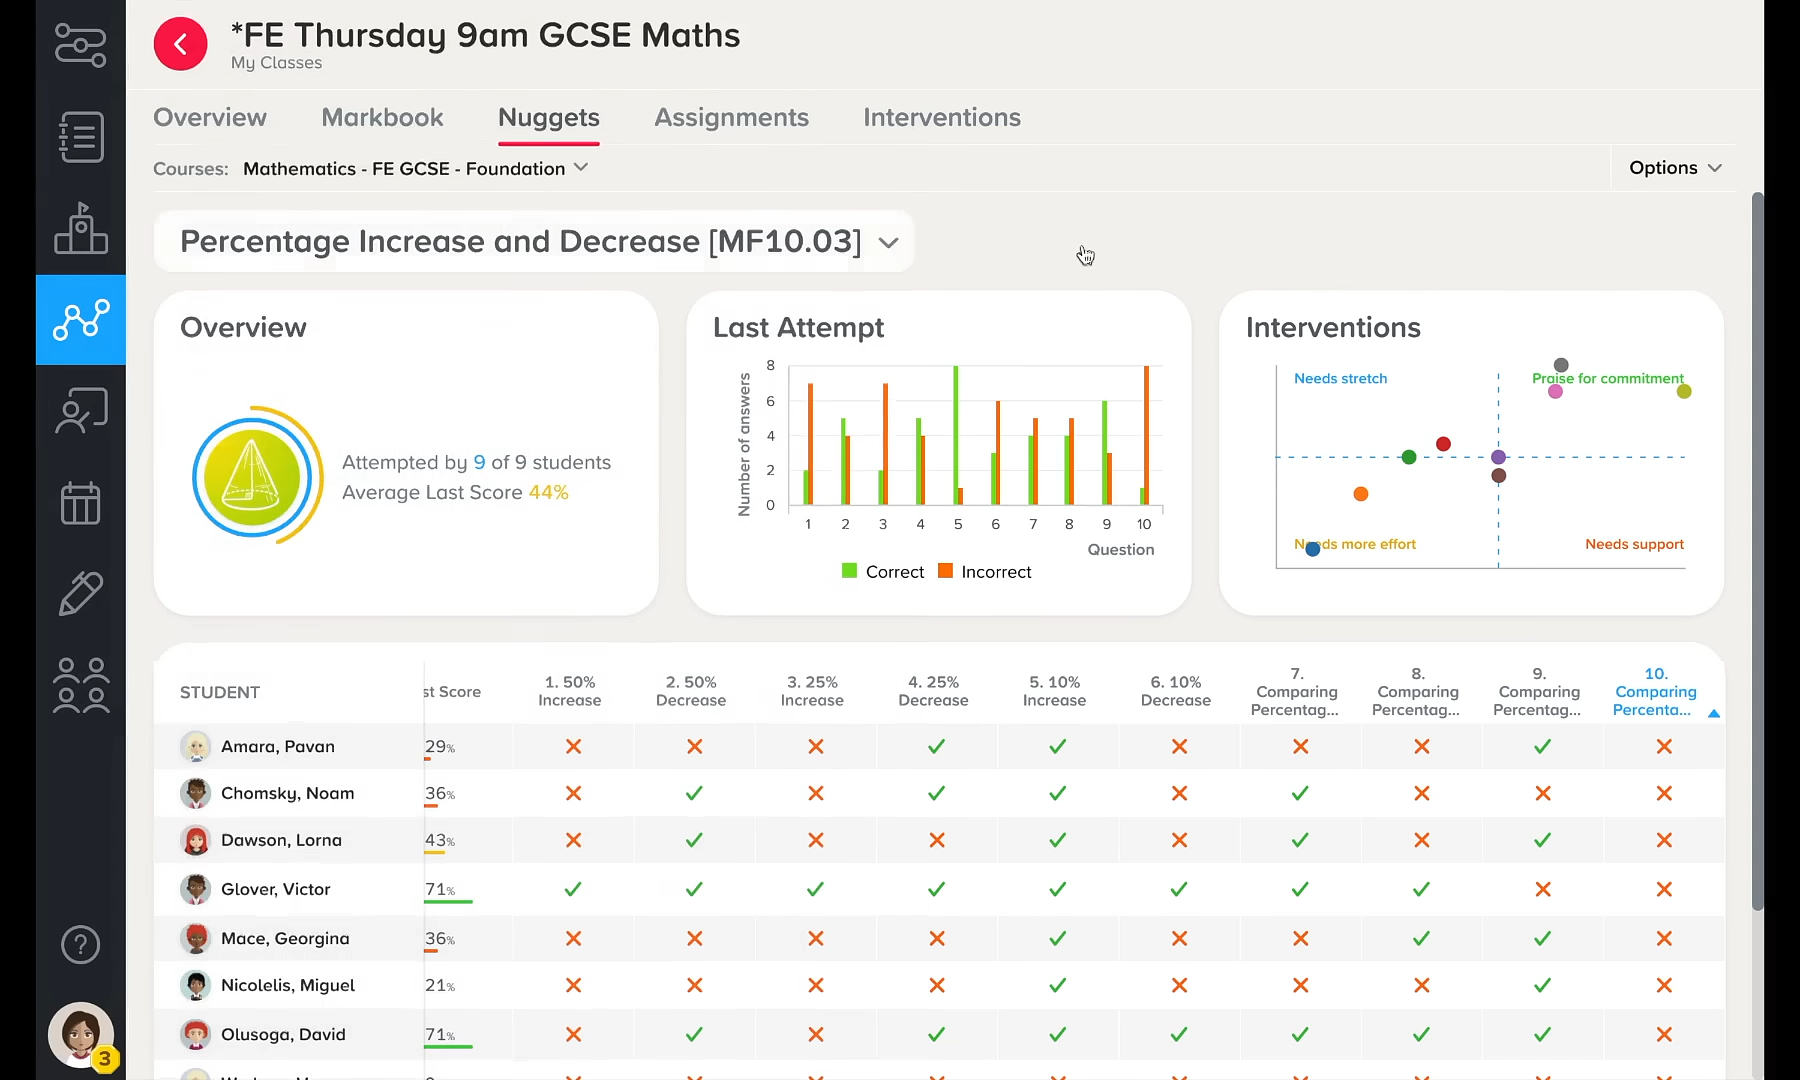 *FE Thursday 9am GCSE Maths
My Classes
Overview
Markbook
Nuggets
Assignments
Interventions
Courses: Mathematics - FE GCSE - Foundation
Options
Percentage Increase and Decrease [MF10.03]
Overview
Attempted by 9 of 9 students
Average Last Score 44%
Last Attempt
Number of answers
8
6
4
2
0
1 2 3 4 5 6 7 8 9 10
Question
Correct Incorrect
Interventions
Needs stretch
Praise for commitment
Needs more effort
Needs support
STUDENT
st Score
1. 50%
Increase
2. 50%
Decrease
3. 25%
Increase
4. 25%
Decrease
5. 10%
Increase
6. 10%
Decrease
7.
Comparing
Percentag...
8.
Comparing
Percentag...
9.
Comparing
Percentag...
10.
Comparing
Percenta...
Amara, Pavan 29%
Chomsky, Noam 36%
Dawson, Lorna 43%
Glover, Victor 71%
Mace, Georgina 36%
Nicolelis, Miguel 21%
Olusoga, David 71%
?
3